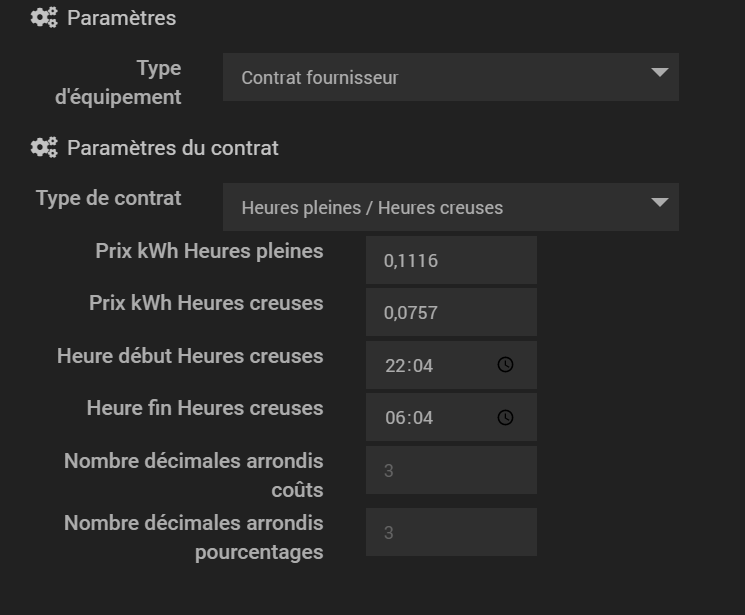 Paramètres
Type
d'équipement
Contrat fournisseur
Paramètres du contrat
Type de contrat
Heures pleines / Heures creuses
Prix kWh Heures pleines
0,1116
Prix kWh Heures creuses
0,0757
Heure début Heures creuses
22:04
Heure fin Heures creuses
06:04
Nombre décimales arrondis
coûts
3
Nombre décimales arrondis
pourcentages
3